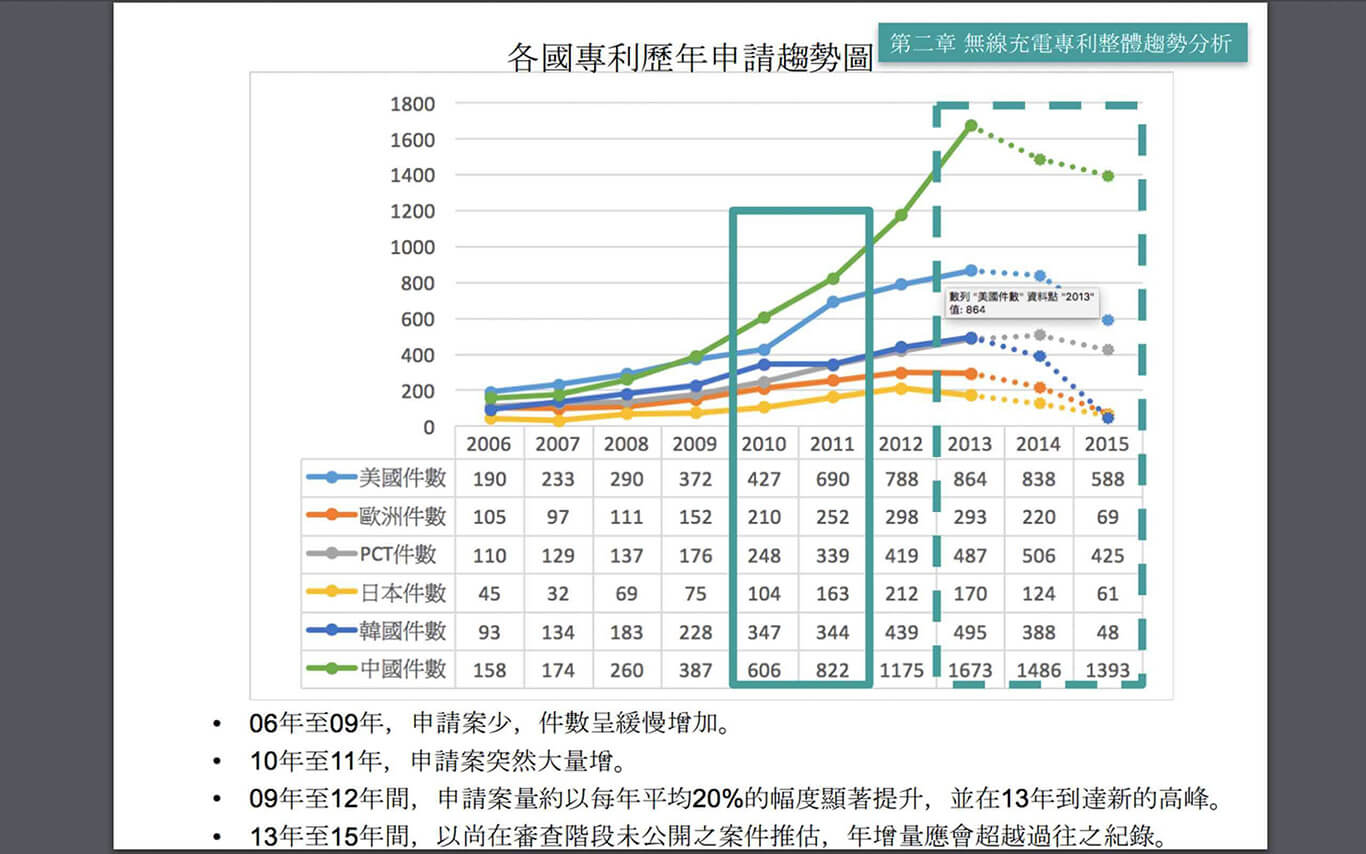 第二章 無線充電專利整體趨勢分析
各國專利歷年申請趨勢圖
1800
1600
1400
1200
1000
800
600
400
200
0
數列 "美國件數" 資料點 "2013"
值: 864
2006 2007 2008 2009 2010 2011 2012 2013 2014 2015
美國件數 190 233 290 372 427 690 788 864 838 588
歐洲件數 105 97 111 152 210 252 298 293 220 69
PCT件數 110 129 137 176 248 339 419 487 506 425
日本件數 45 32 69 75 104 163 212 170 124 61
韓國件數 93 134 183 228 347 344 439 495 388 48
中國件數 158 174 260 387 606 822 1175 1673 1486 1393
• 06年至09年，申請案少，件數呈緩慢增加。
• 10年至11年，申請案突然大量增。
• 09年至12年間，申請案量約以每年平均20%的幅度顯著提升，並在13年到達新的高峰。
• 13年至15年間，以尚在審查階段未公開之案件推估，年增量應會超越過往之紀錄。